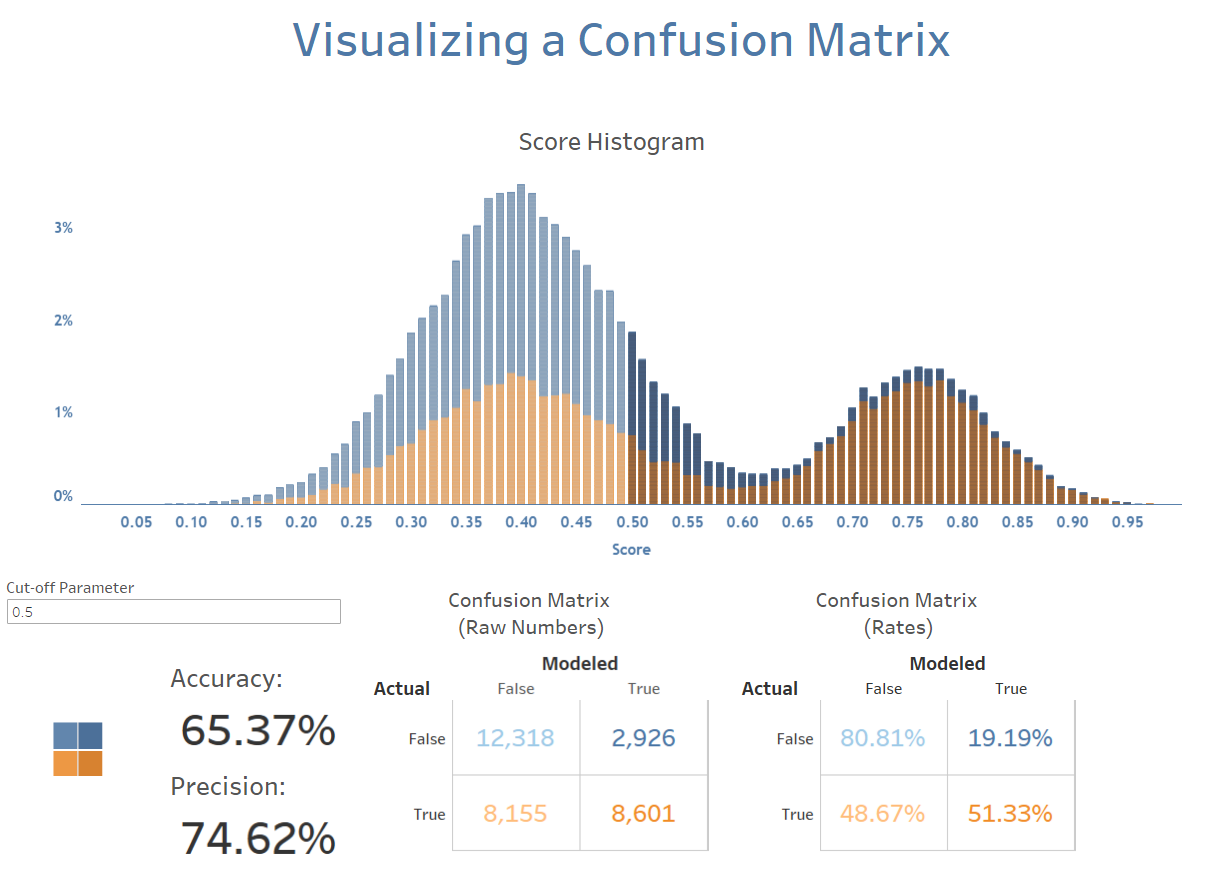 Visualizing a Confusion Matrix
Score Histogram
3%
2%
1%
0%
0.05 0.10 0.15 0.20 0.25 0.30 0.35 0.40 0.45 0.50 0.55 0.60 0.65 0.70 0.75 0.80 0.85 0.90 0.95
Score
Cut-off Parameter
0.5
Accuracy:
65.37%
Precision:
74.62%
Confusion Matrix
(Raw Numbers)
Modeled
Actual False True
False 12,318 2,926
True 8,155 8,601
Confusion Matrix
(Rates)
Modeled
Actual False True
False 80.81% 19.19%
True 48.67% 51.33%